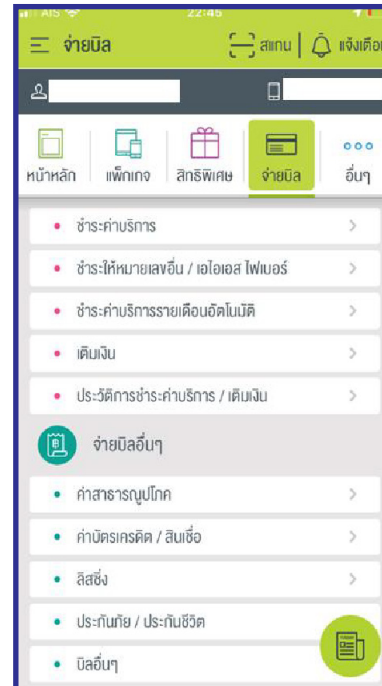 AIS 22:45
จ่ายบิล สแกน แจ้งเตือน
หน้าหลัก แพ็กเกจ สิทธิพิเศษ จ่ายบิล อื่นๆ
ชำระค่าบริการ
ชำระให้หมายเลขอื่น / เอไอเอส ไฟเบอร์
ชำระค่าบริการรายเดือนอัตโนมัติ
เติมเงิน
ประวัติการชำระค่าบริการ / เติมเงิน
จ่ายบิลอื่นๆ
ค่าสาธารณูปโภค
ค่าบัตรเครดิต / สินเชื่อ
ลิสซิ่ง
ประกันภัย / ประกันชีวิต
บิลอื่นๆ